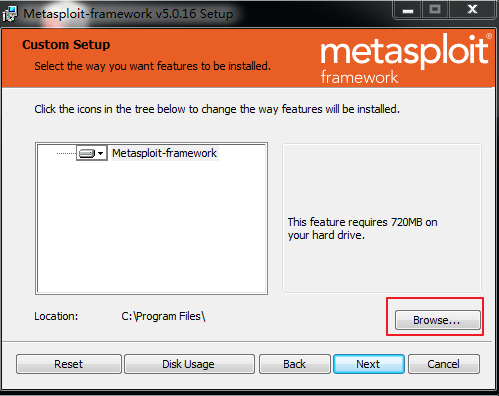 Metasploit-framework v5.0.16 Setup
Custom Setup
Select the way you want features to be installed.
metasploit®
framework
Click the icons in the tree below to change the way features will be installed.
Metasploit-framework
This feature requires 720MB on
your hard drive.
Location: C:\Program Files\
Browse...
Reset Disk Usage Back Next Cancel